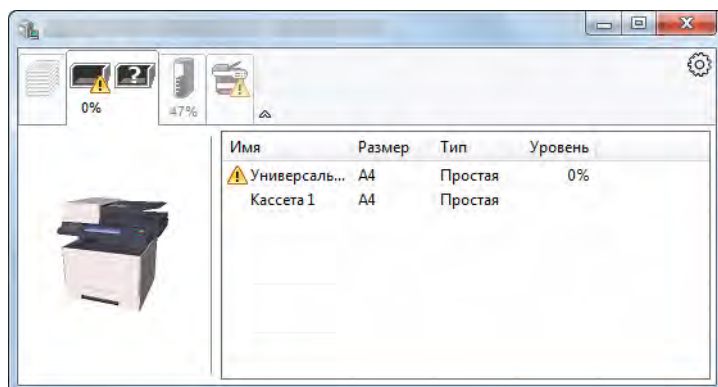 0%
47%
Имя Размер Тип Уровень
Универсаль... A4 Простая 0%
Кассета 1 A4 Простая